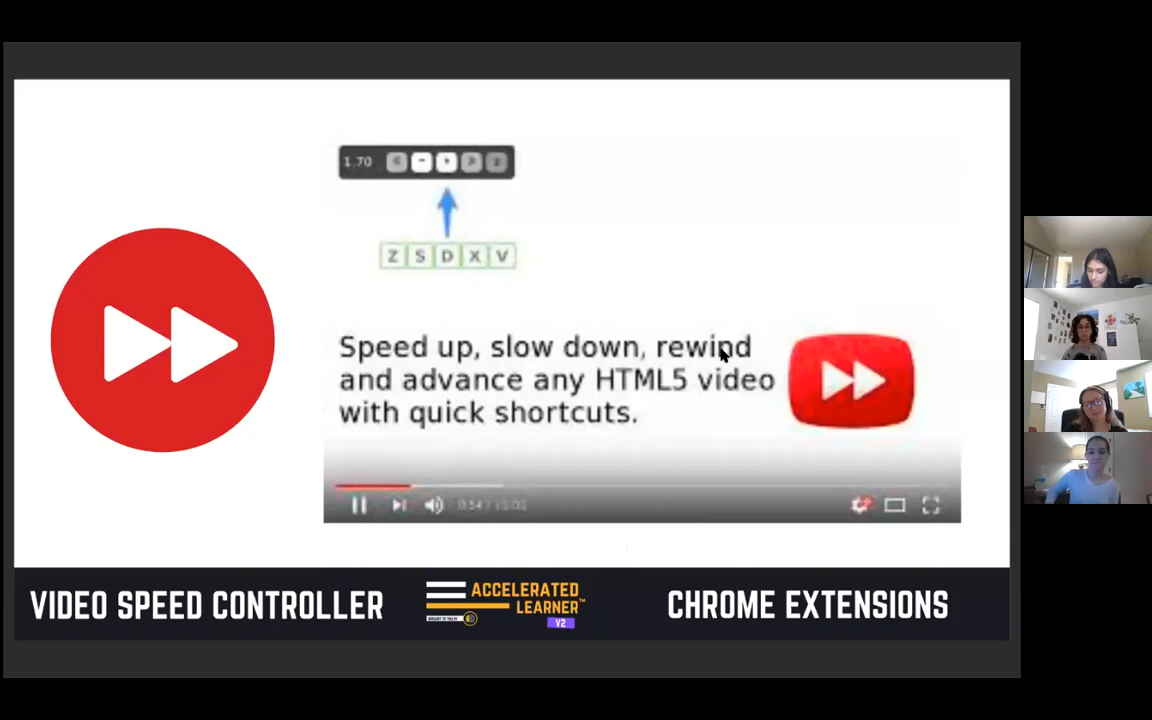 1.70
Z S D X V
Speed up, slow down, rewind
and advance any HTML5 video
with quick shortcuts.
VIDEO SPEED CONTROLLER
ACCELERATED
LEARNER™
V2
CHROME EXTENSIONS